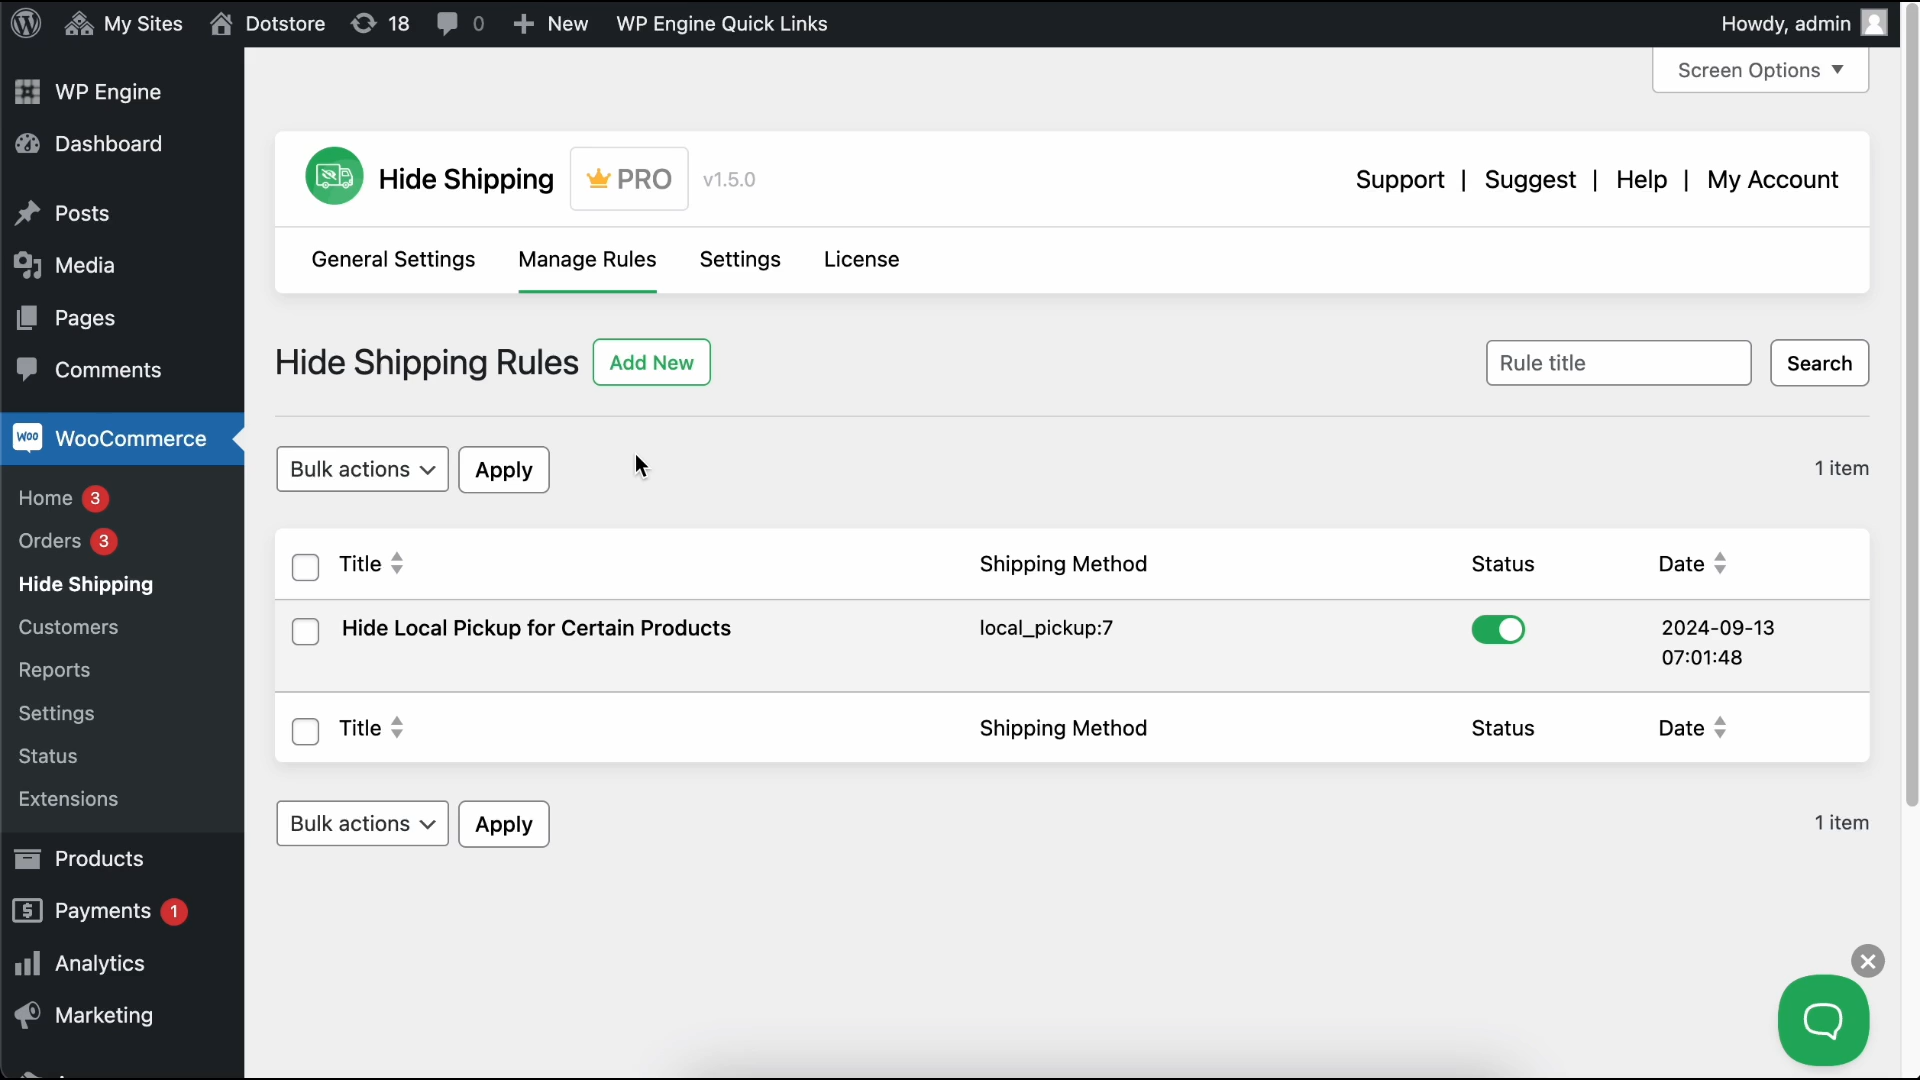 My Sites Dotstore 18 0 New WP Engine Quick Links Howdy, admin
Screen Options
WP Engine
Dashboard
Posts
Media
Pages
Comments
Woo WooCommerce
Home 3
Orders 3
Hide Shipping
Customers
Reports
Settings
Status
Extensions
Products
Payments 1
Analytics
Marketing
Hide Shipping PRO v1.5.0 Support | Suggest | Help | My Account
General Settings Manage Rules Settings License
Hide Shipping Rules Add New Rule title Search
Bulk actions Apply 1 item
Title Shipping Method Status Date
Hide Local Pickup for Certain Products local_pickup:7 2024-09-13
07:01:48
Title Shipping Method Status Date
Bulk actions Apply 1 item